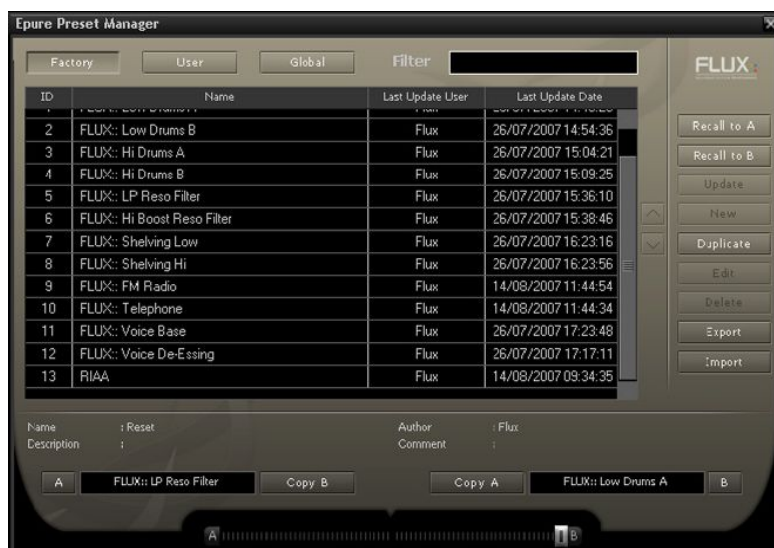 Epure Preset Manager
Factory User Global Filter
FLUX::
ID Name Last Update User Last Update Date
2 FLUX:: Low Drums B Flux 26/07/2007 14:54:36
3 FLUX:: Hi Drums A Flux 26/07/2007 15:04:21
4 FLUX:: Hi Drums B Flux 26/07/2007 15:09:25
5 FLUX:: LP Reso Filter Flux 26/07/2007 15:36:10
6 FLUX:: Hi Boost Reso Filter Flux 26/07/2007 15:38:46
7 FLUX:: Shelving Low Flux 26/07/2007 16:23:16
8 FLUX:: Shelving Hi Flux 26/07/2007 16:23:56
9 FLUX:: FM Radio Flux 14/08/2007 11:44:54
10 FLUX:: Telephone Flux 14/08/2007 11:44:34
11 FLUX:: Voice Base Flux 26/07/2007 17:23:48
12 FLUX:: Voice De-Essing Flux 26/07/2007 17:17:11
13 RIAA Flux 14/08/2007 09:34:35
Recall to A
Recall to B
Update
New
Duplicate
Edit
Delete
Export
Import
Name : Reset Author : Flux
Description : Comment :
A FLUX:: LP Reso Filter Copy B Copy A FLUX:: Low Drums A B
A B